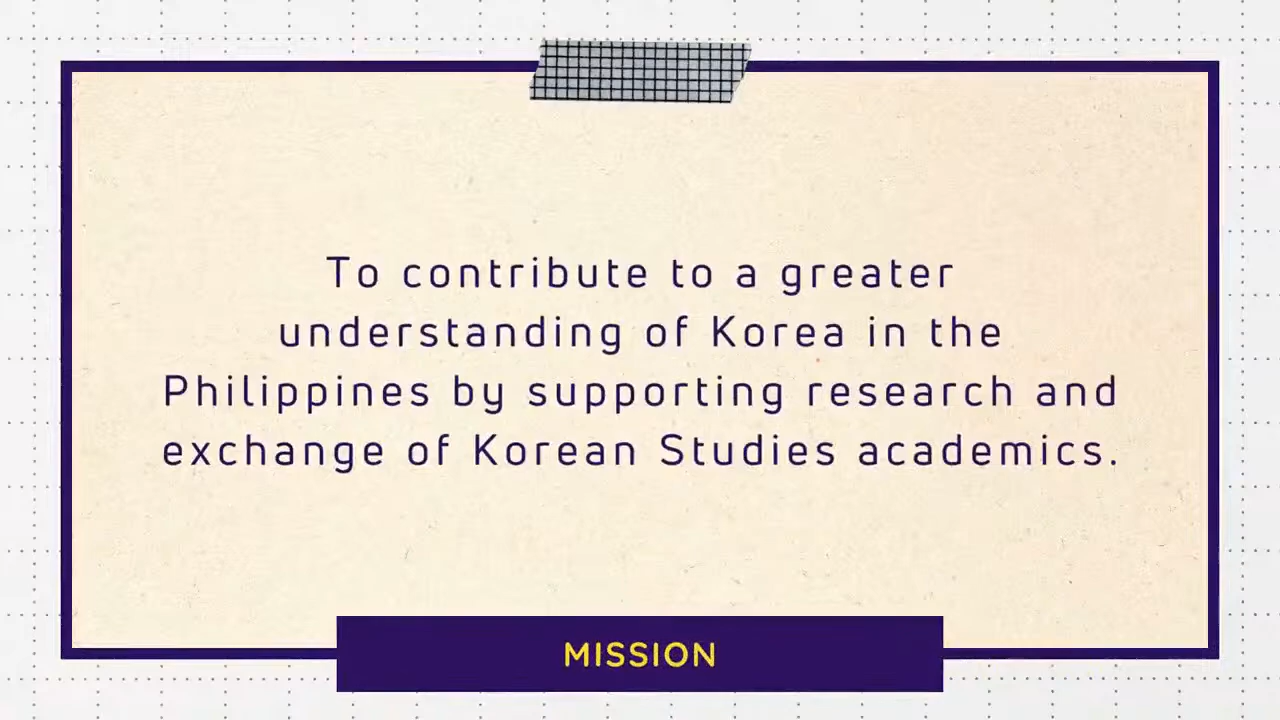 To contribute to a greater
understanding of Korea in the
Philippines by supporting research and
exchange of Korean Studies academics.
MISSION